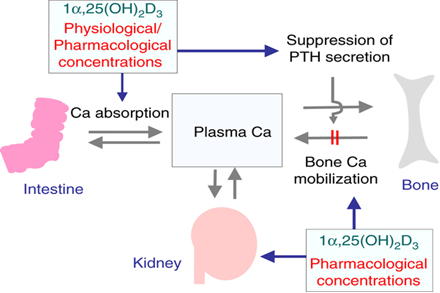 1α,25(OH)₂D₃
Physiological/
Pharmacological
concentrations
Suppression of
PTH secretion
Ca absorption
Plasma Ca
Bone Ca
mobilization
Intestine
Bone
Kidney
1α,25(OH)₂D₃
Pharmacological
concentrations